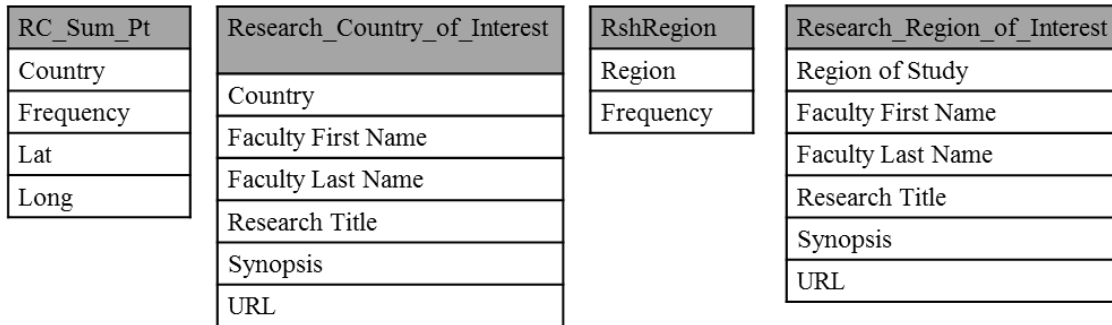 RC_Sum_Pt
Country
Frequency
Lat
Long
Research_Country_of_Interest
Country
Faculty First Name
Faculty Last Name
Research Title
Synopsis
URL
RshRegion
Region
Frequency
Research_Region_of_Interest
Region of Study
Faculty First Name
Faculty Last Name
Research Title
Synopsis
URL